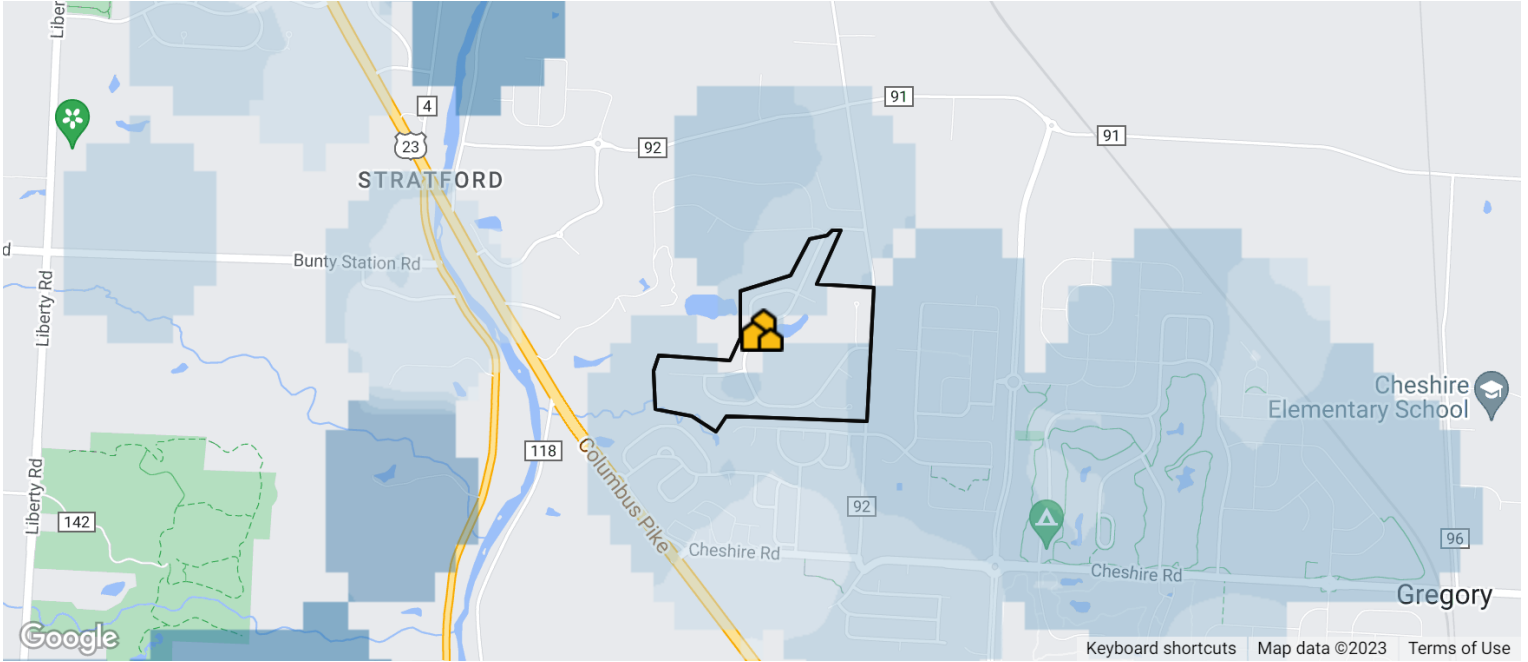 Liber
91
4
91
23
92
STRATFORD
d
Bunty Station Rd
Liberty Rd
Cheshire
Elementary School
118
Columbus Pike
Liberty Rd
92
142
96
Cheshire Rd
Cheshire Rd
Gregory
Google
Keyboard shortcuts
Map data ©2023
Terms of Use